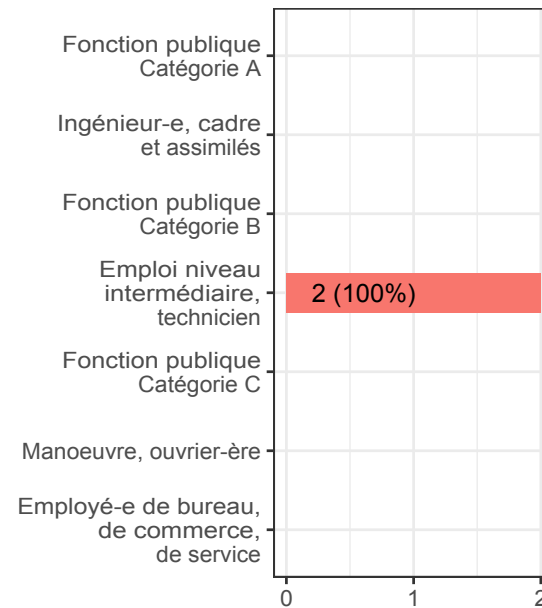 Fonction publique
Catégorie A
Ingénieur-e, cadre
et assimilés
Fonction publique
Catégorie B
Emploi niveau
intermédiaire,
technicien
2 (100%)
Fonction publique
Catégorie C
Manoeuvre, ouvrier-ère
Employé-e de bureau,
de commerce,
de service
0 1 2